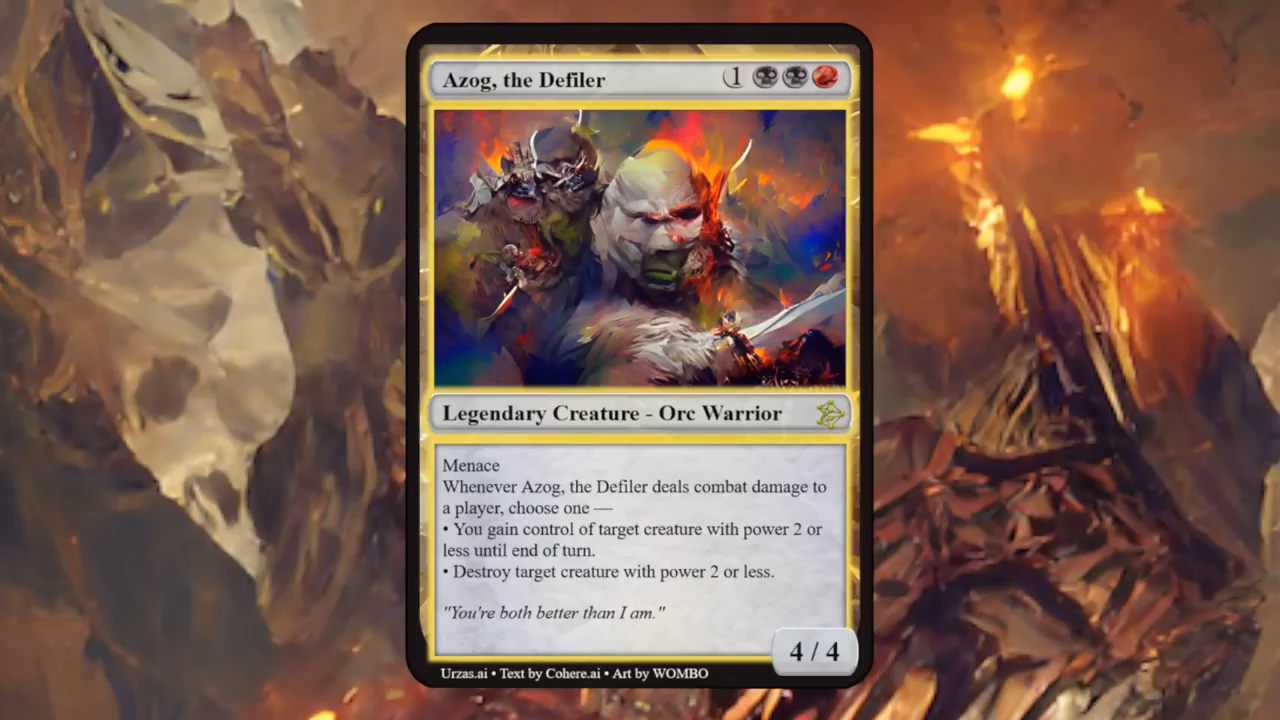 Azog, the Defiler 1
Legendary Creature - Orc Warrior
Menace
Whenever Azog, the Defiler deals combat damage to
a player, choose one —
• You gain control of target creature with power 2 or
less until end of turn.
• Destroy target creature with power 2 or less.
"You're both better than I am."
4 / 4
Urzas.ai • Text by Cohere.ai • Art by WOMBO